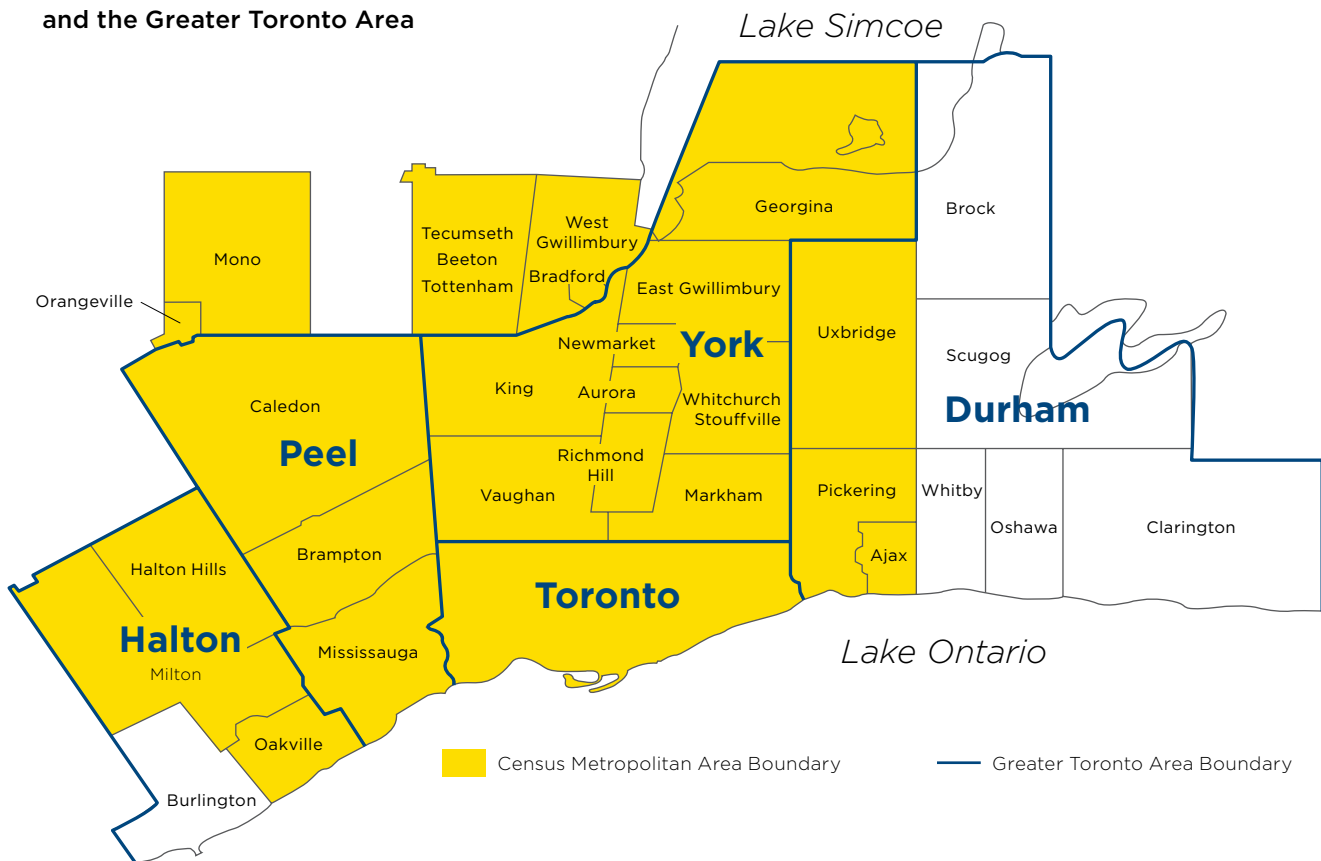 and the Greater Toronto Area
Lake Simcoe
Georgina
Brock
Mono
Tecumseth
Beeton
Tottenham
West
Gwillimbury
Bradford
Orangeville
East Gwillimbury
Uxbridge
Newmarket
York
Scugog
King
Aurora
Whitchurch
Stouffville
Durham
Caledon
Peel
Richmond
Hill
Vaughan
Markham
Pickering
Whitby
Oshawa
Clarington
Brampton
Ajax
Halton Hills
Toronto
Halton
Milton
Mississauga
Lake Ontario
Oakville
Burlington
Census Metropolitan Area Boundary
Greater Toronto Area Boundary